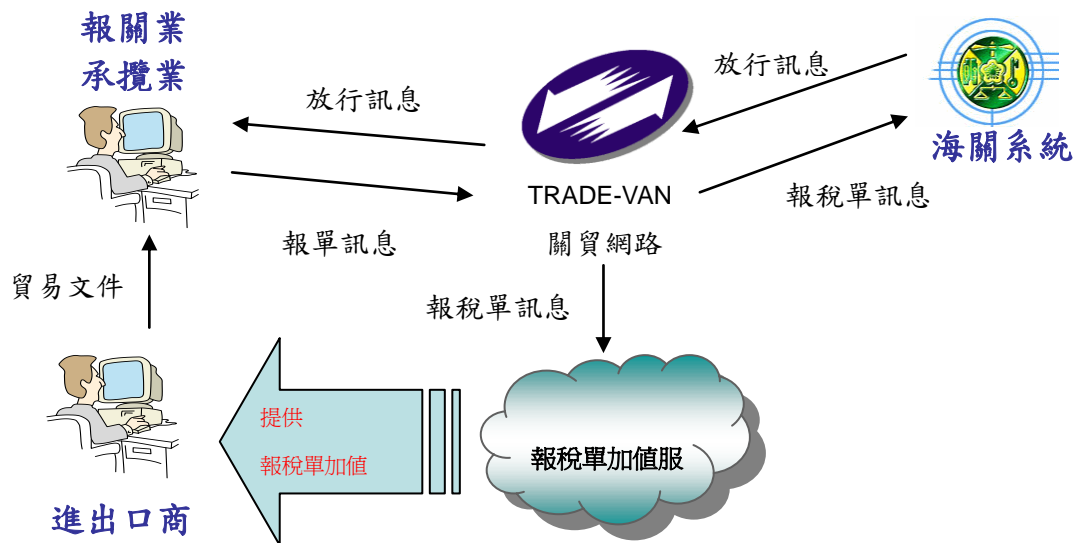 報關業
承攬業
放行訊息
放行訊息
海關系統
TRADE-VAN
報稅單訊息
報單訊息
關貿網路
貿易文件
報稅單訊息
提供
報稅單加值
報稅單加值服
進出口商